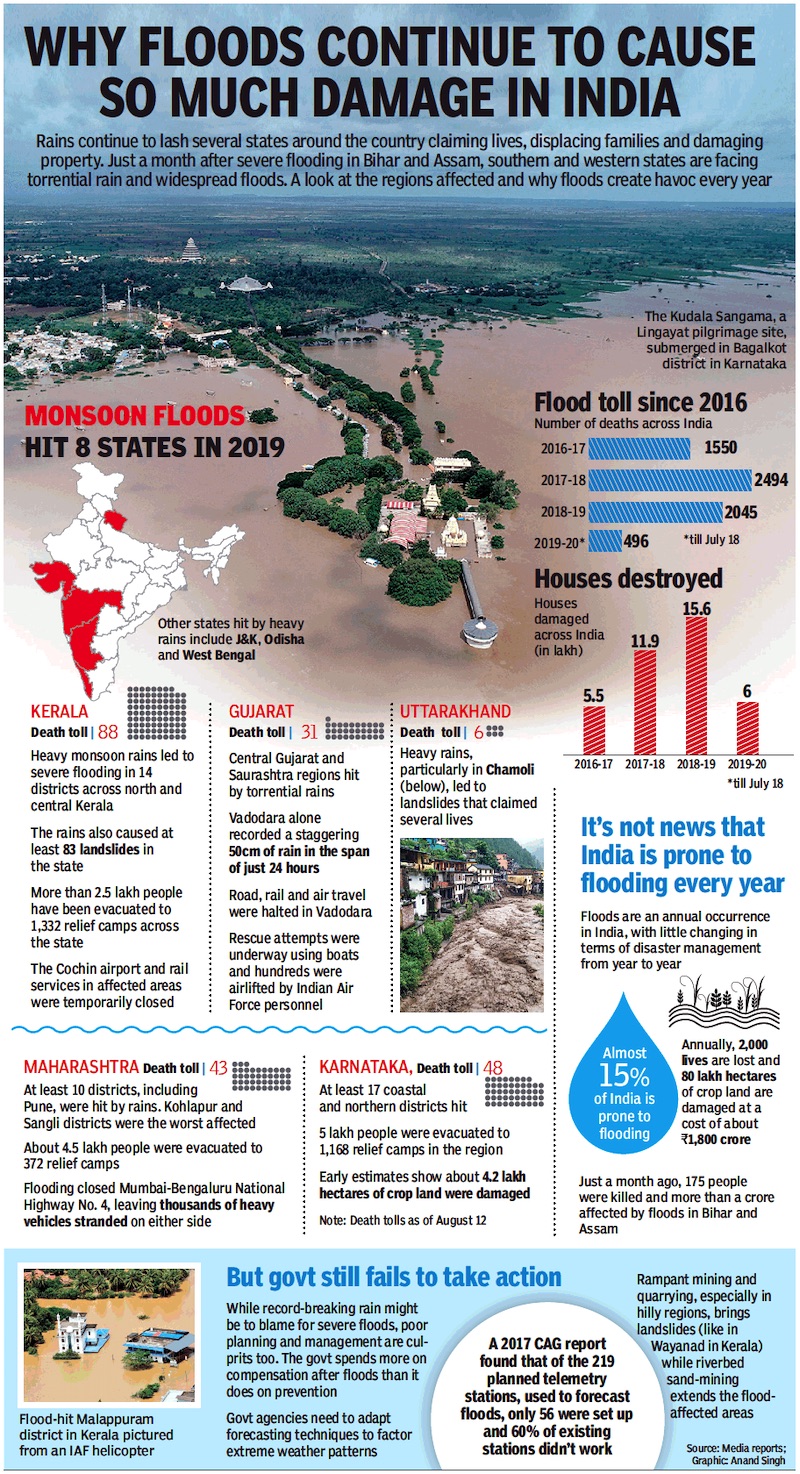 WHY FLOODS CONTINUE TO CAUSE
SO MUCH DAMAGE IN INDIA
Rains continue to lash several states around the country claiming lives, displacing families and damaging
property. Just a month after severe flooding in Bihar and Assam, southern and western states are facing
torrential rain and widespread floods. A look at the regions affected and why floods create havoc every year
The Kudala Sangama, a
Lingayat pilgrimage site,
submerged in Bagalkot
district in Karnataka
MONSOON FLOODS
HIT 8 STATES IN 2019
Other states hit by heavy
rains include J&K, Odisha
and West Bengal
Flood toll since 2016
Number of deaths across India
2016-17 1550
2017-18 2494
2018-19 2045
2019-20* 496 *till July 18
Houses destroyed
Houses
damaged
across India
(in lakh)
5.5 11.9 15.6 6
2016-17 2017-18 2018-19 2019-20
*till July 18
KERALA
Death toll | 88
Heavy monsoon rains led to
severe flooding in 14
districts across north and
central Kerala
The rains also caused at
least 83 landslides in
the state
More than 2.5 lakh people
have been evacuated to
1,332 relief camps across
the state
The Cochin airport and rail
services in affected areas
were temporarily closed
GUJARAT
Death toll | 31
Central Gujarat and
Saurashtra regions hit
by torrential rains
Vadodara alone
recorded a staggering
50cm of rain in the span
of just 24 hours
Road, rail and air travel
were halted in Vadodara
Rescue attempts were
underway using boats
and hundreds were
airlifted by Indian Air
Force personnel
UTTARAKHAND
Death toll | 6
Heavy rains,
particularly in Chamoli
(below), led to
landslides that claimed
several lives
MAHARASHTRA Death toll | 43
At least 10 districts, including
Pune, were hit by rains. Kohlapur and
Sangli districts were the worst affected
About 4.5 lakh people were evacuated to
372 relief camps
Flooding closed Mumbai-Bengaluru National
Highway No. 4, leaving thousands of heavy
vehicles stranded on either side
KARNATAKA, Death toll | 48
At least 17 coastal
and northern districts hit
5 lakh people were evacuated to
1,168 relief camps in the region
Early estimates show about 4.2 lakh
hectares of crop land were damaged
Note: Death tolls as of August 12
It's not news that
India is prone to
flooding every year
Floods are an annual occurrence
in India, with little changing in
terms of disaster management
from year to year
Almost
15%
of India is
prone to
flooding
Annually, 2,000
lives are lost and
80 lakh hectares
of crop land are
damaged at a
cost of about
₹1,800 crore
Just a month ago, 175 people
were killed and more than a crore
affected by floods in Bihar and
Assam
Flood-hit Malappuram
district in Kerala pictured
from an IAF helicopter
But govt still fails to take action
While record-breaking rain might
be to blame for severe floods, poor
planning and management are cul-
prits too. The govt spends more on
compensation after floods than it
does on prevention
Govt agencies need to adapt
forecasting techniques to factor
extreme weather patterns
A 2017 CAG report
found that of the 219
planned telemetry
stations, used to forecast
floods, only 56 were set up
and 60% of existing
stations didn't work
Rampant mining and
quarrying, especially in
hilly regions, brings
landslides (like in
Wayanad in Kerala)
while riverbed
sand-mining
extends the flood-
affected areas
Source: Media reports;
Graphic: Anand Singh